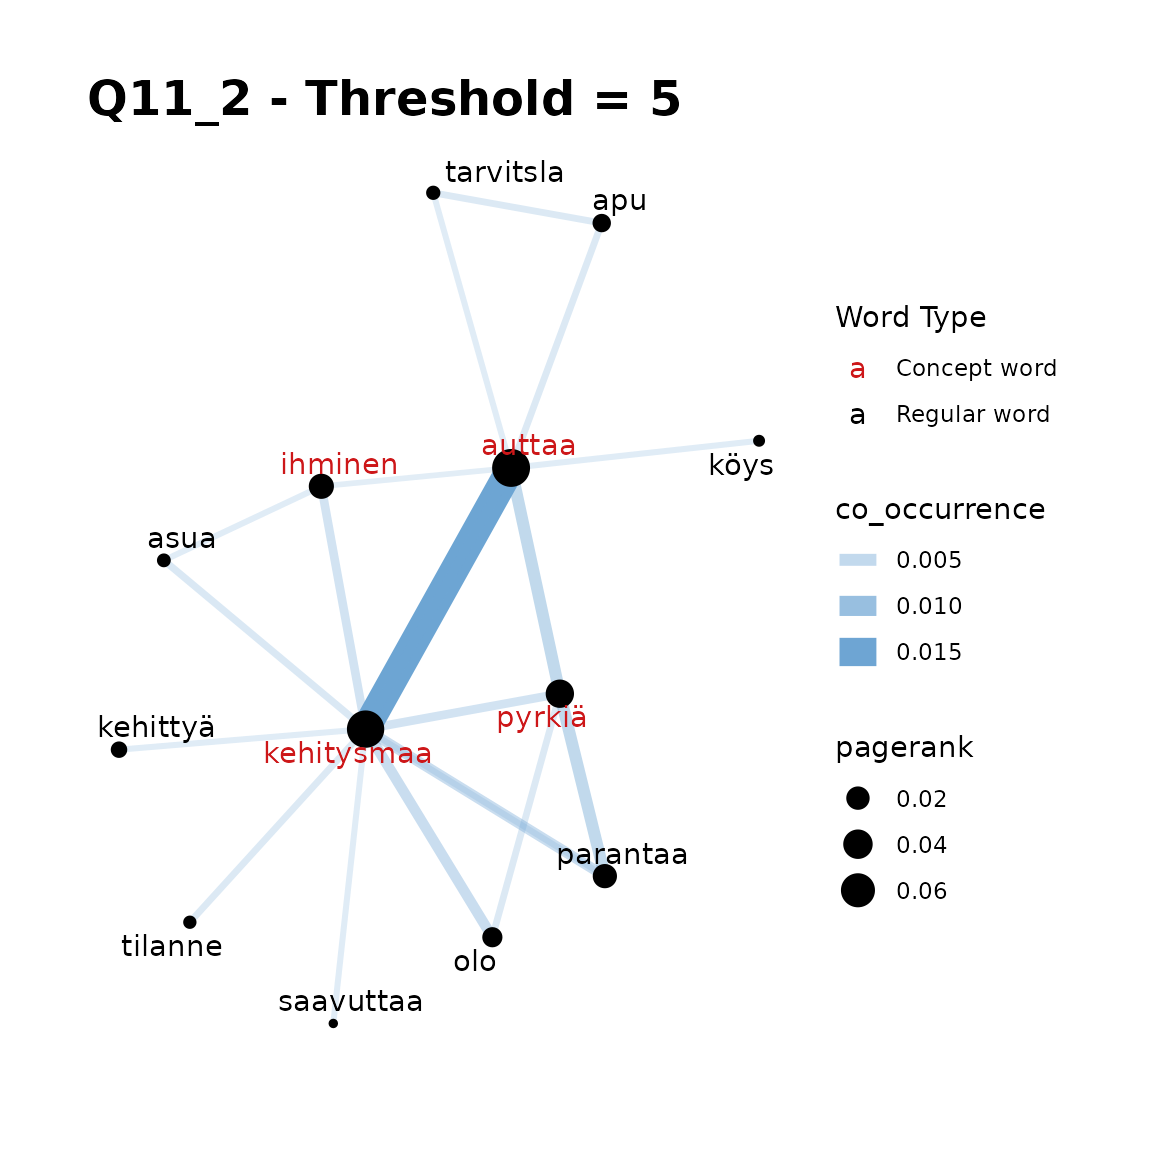 Q11_2 - Threshold = 5
tarvitsla
apu
auttaa
köys
ihminen
asua
pyrkiä
kehittyä
kehitysmaa
parantaa
tilanne
olo
saavuttaa
Word Type
a Concept word
a Regular word
co_occurrence
0.005
0.010
0.015
pagerank
0.02
0.04
0.06